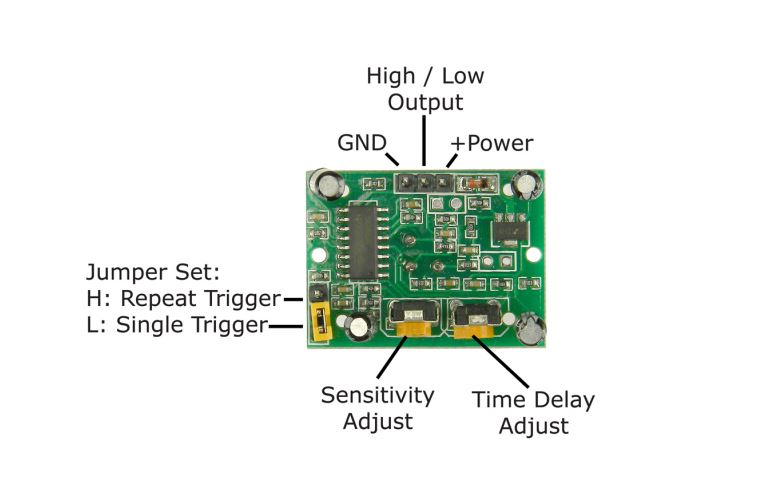 High / Low
Output
GND
+Power
Jumper Set:
H: Repeat Trigger
L: Single Trigger
Sensitivity
Adjust
Time Delay
Adjust